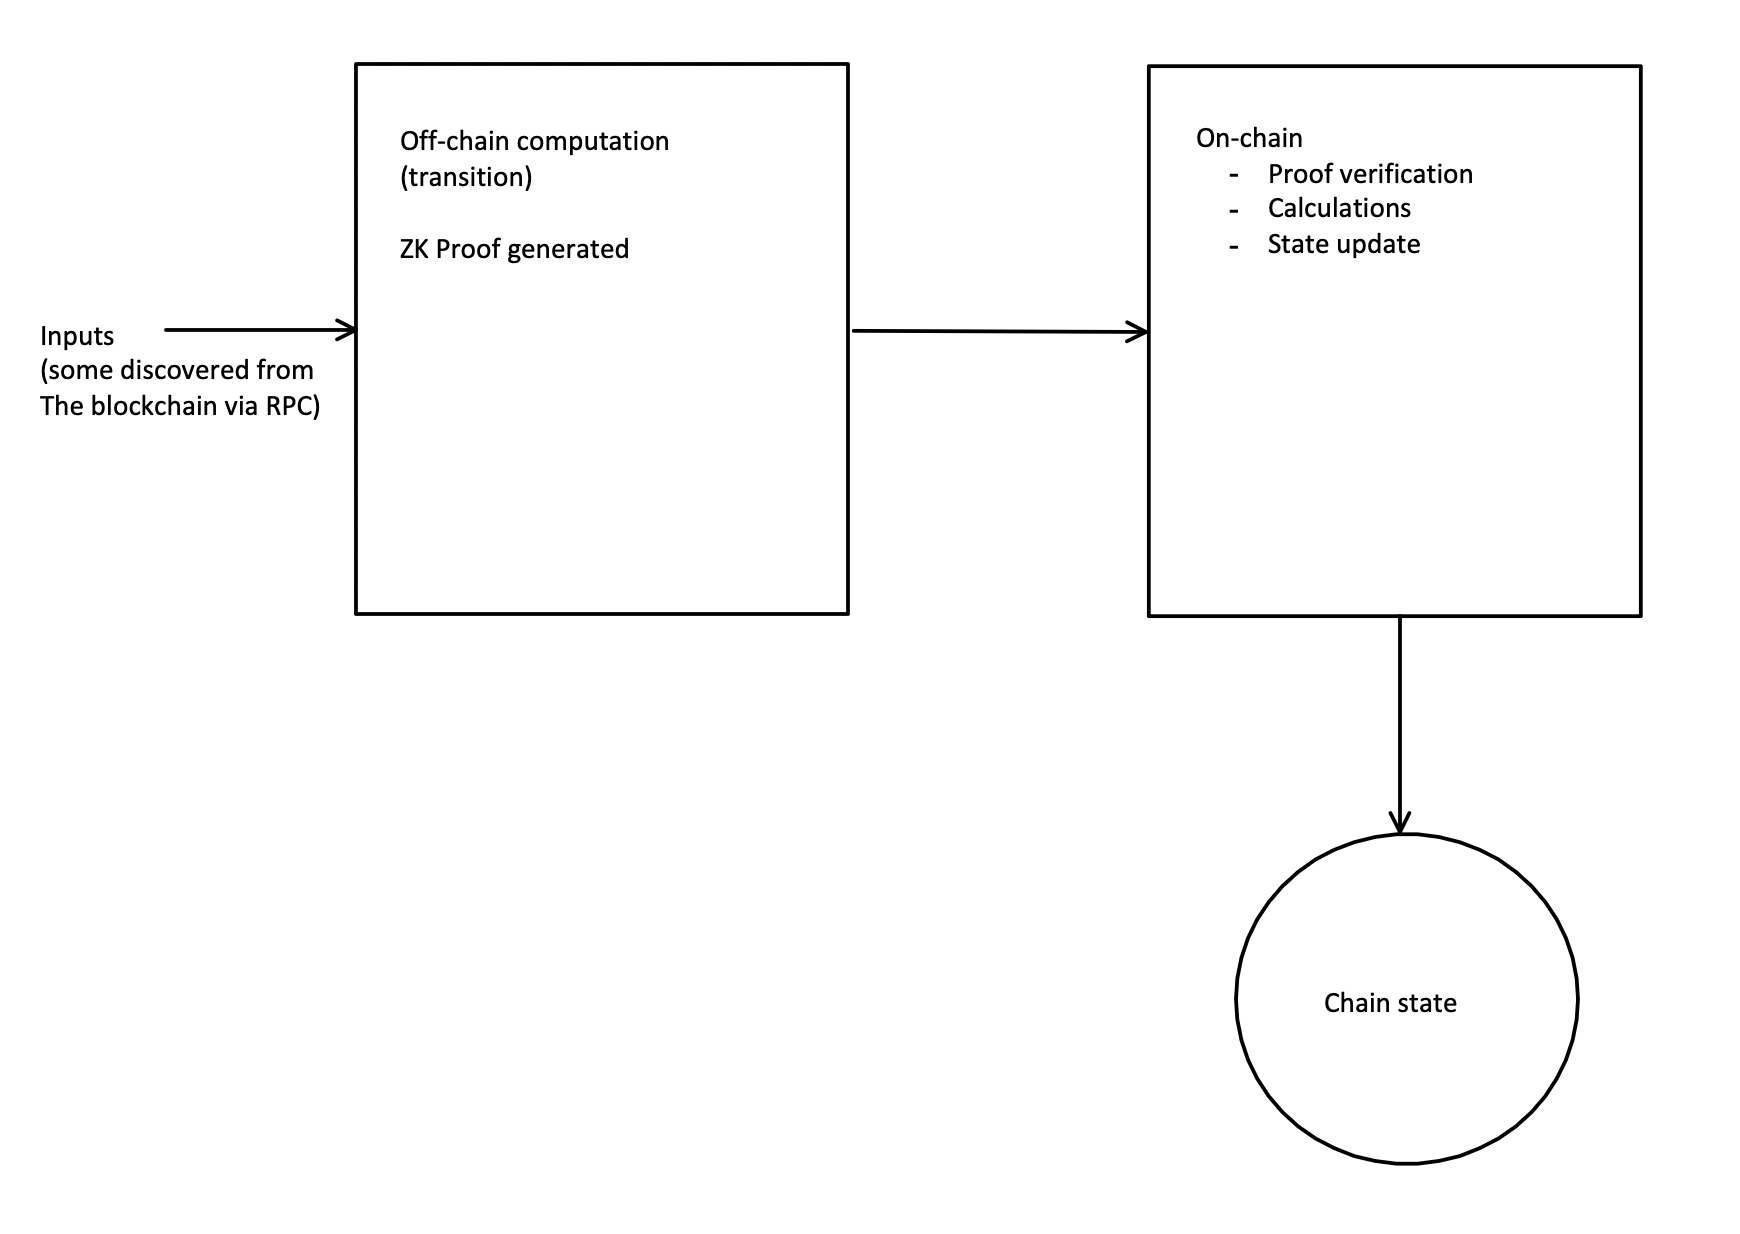 Inputs
(some discovered from
The blockchain via RPC)
Off-chain computation
(transition)
ZK Proof generated
On-chain
- Proof verification
- Calculations
- State update
Chain state